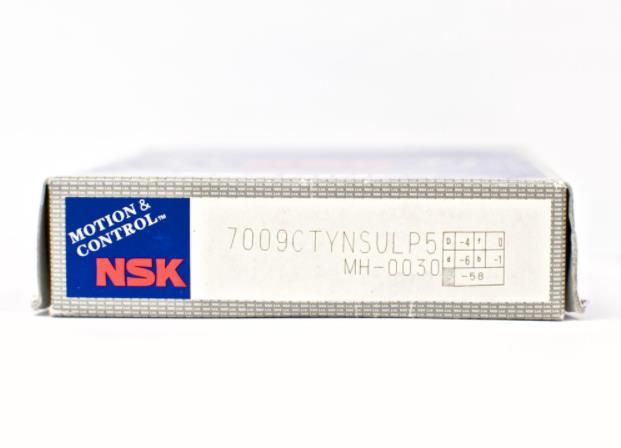 MOTION &
CONTROL™
NSK
7009CTYNSULP5
MH-0030
D -4 f 0
d -6 b -1
-58